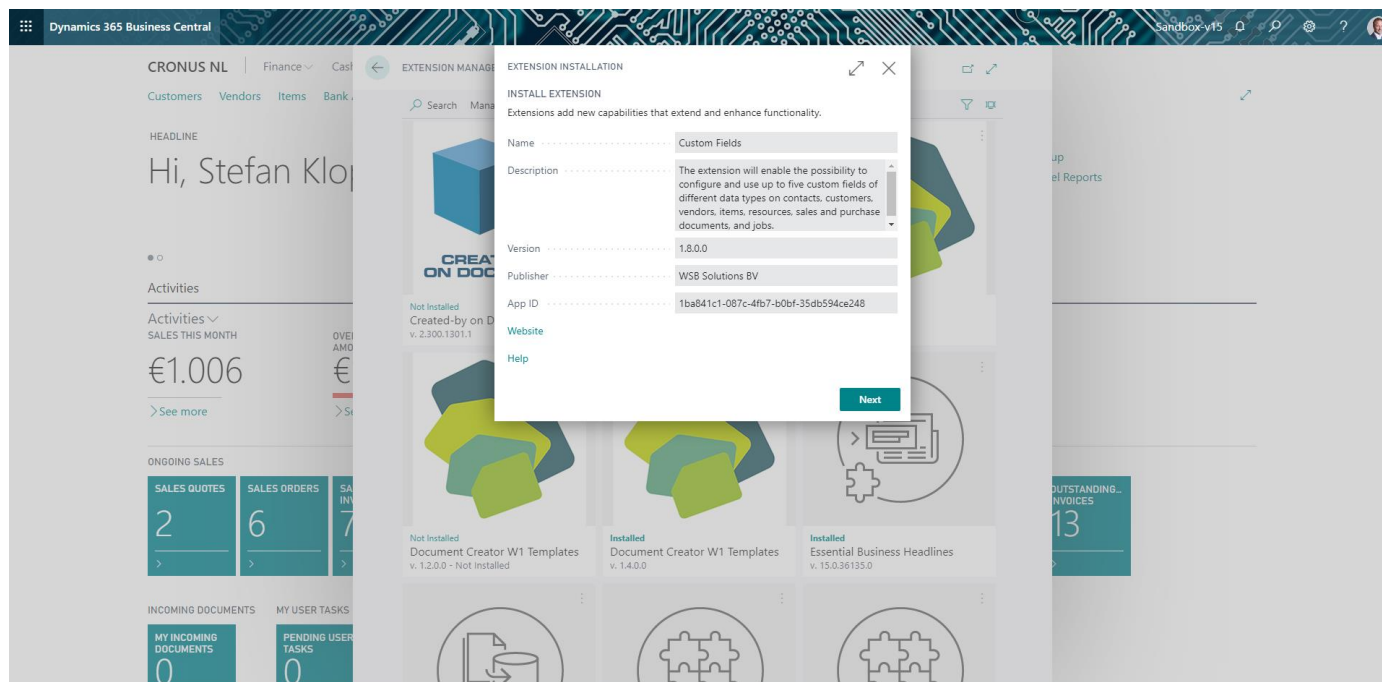 Dynamics 365 Business Central
Sandbox-v15
?
CRONUS NL
Finance
Customers Vendors Items Bank
HEADLINE
Hi, Stefan
Activities
Activities
SALES THIS MONTH
€1.006
€
See more
ONGOING SALES
SALES QUOTES
2
SALES ORDERS
6
7
INCOMING DOCUMENTS
MY USER TASKS
MY INCOMING
DOCUMENTS
0
PENDING USER
TASKS
0
EXTENSION
Search
ON
Not Installed
Created-by on D
v. 2.300.1301.1
Not Installed
Document Creator W1 Templates
v. 1.2.0.0 - Not Installed
Installed
Document Creator W1 Templates
v. 1.4.0.0
Installed
Essential Business Headlines
v. 15.0.36135.0
EXTENSION INSTALLATION
INSTALL EXTENSION
Extensions add new capabilities that extend and enhance functionality.
Name
Custom Fields
Description
The extension will enable the possibility to
configure and use up to five custom fields of
different data types on contacts, customers,
vendors, items, resources, sales and purchase
documents, and jobs.
Version
1.8.0.0
Publisher
WSB Solutions BV
App ID
1ba841c1-087c-4fb7-b0bf-35db594ce248
Website
Help
Next
up
el Reports
OUTSTANDING...
INVOICES
13